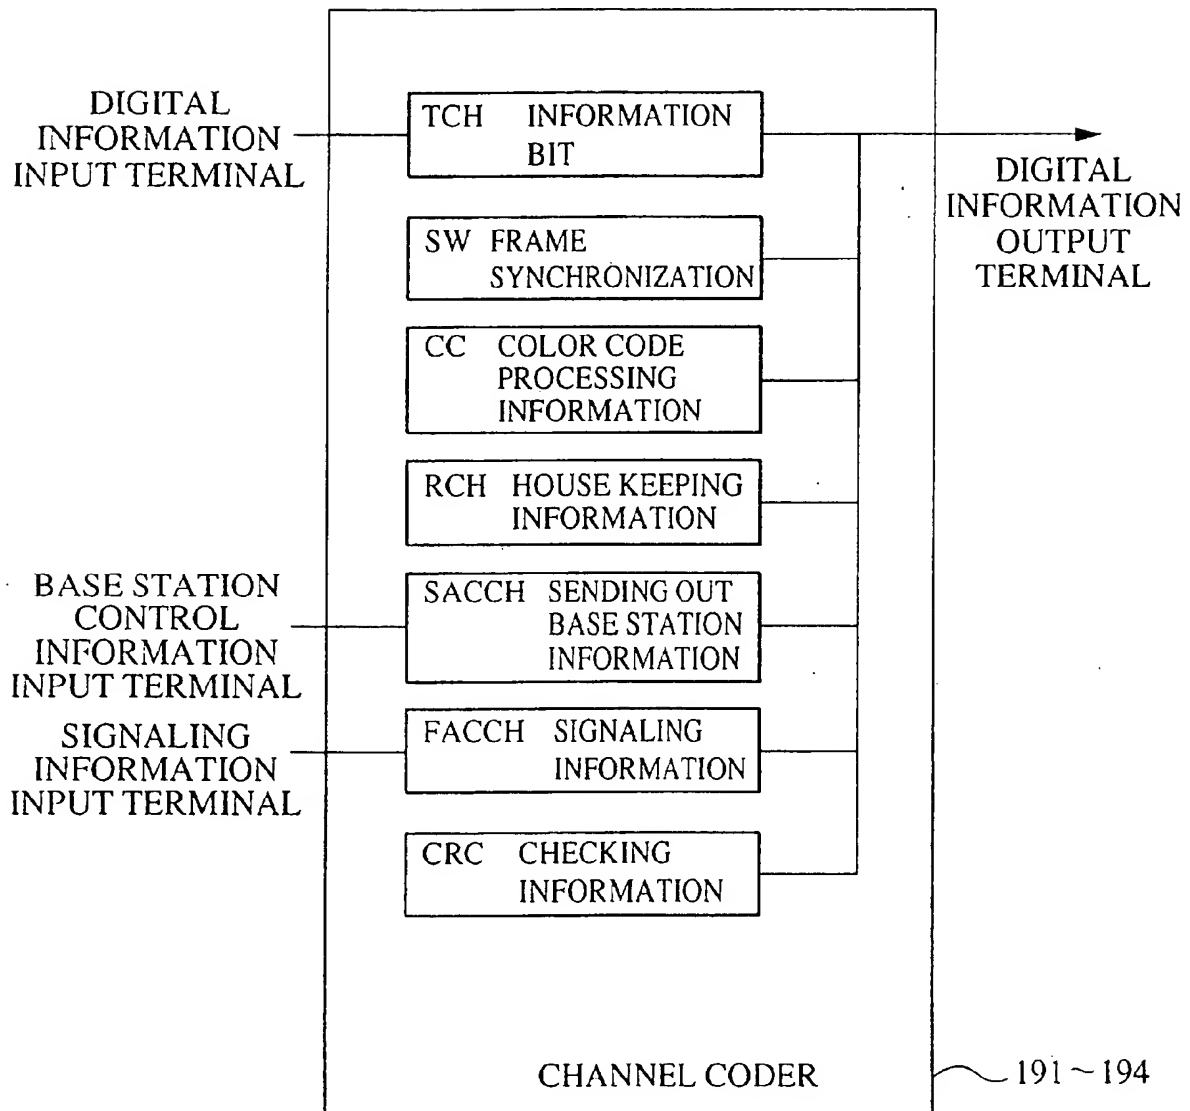 DIGITAL
INFORMATION
INPUT TERMINAL
TCH INFORMATION
BIT
DIGITAL
INFORMATION
OUTPUT
TERMINAL
SW FRAME
SYNCHRONIZATION
CC COLOR CODE
PROCESSING
INFORMATION
RCH HOUSE KEEPING
INFORMATION
BASE STATION
CONTROL
INFORMATION
INPUT TERMINAL
SACCH SENDING OUT
BASE STATION
INFORMATION
SIGNALING
INFORMATION
INPUT TERMINAL
FACCH SIGNALING
INFORMATION
CRC CHECKING
INFORMATION
CHANNEL CODER
191~194